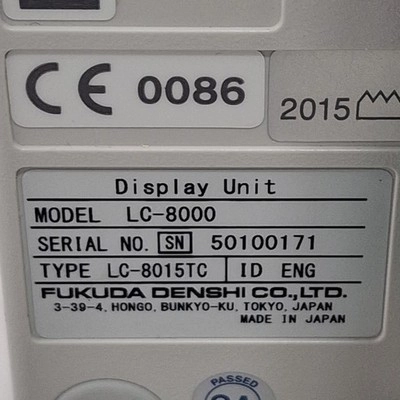 CE 0086
2015
Display Unit
MODEL LC-8000
SERIAL NO. SN 50100171
TYPE LC-8015TC ID ENG
FUKUDA DENSHI CO., LTD.
3-39-4, HONGO, BUNKYO-KU, TOKYO, JAPAN
MADE IN JAPAN
PASSED